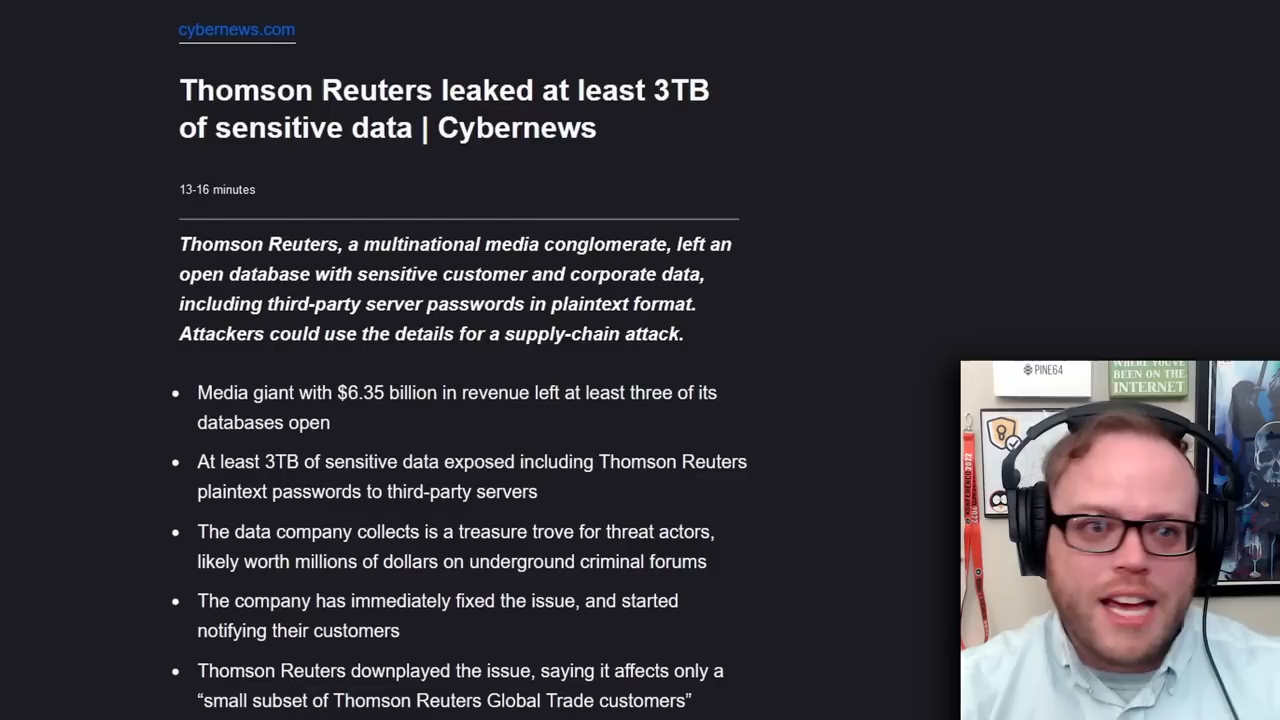 cybernews.com
Thomson Reuters leaked at least 3TB
of sensitive data | Cybernews
13-16 minutes
Thomson Reuters, a multinational media conglomerate, left an
open database with sensitive customer and corporate data,
including third-party server passwords in plaintext format.
Attackers could use the details for a supply-chain attack.
• Media giant with $6.35 billion in revenue left at least three of its
databases open
• At least 3TB of sensitive data exposed including Thomson Reuters
plaintext passwords to third-party servers
• The data company collects is a treasure trove for threat actors,
likely worth millions of dollars on underground criminal forums
• The company has immediately fixed the issue, and started
notifying their customers
• Thomson Reuters downplayed the issue, saying it affects only a
“small subset of Thomson Reuters Global Trade customers”
PINE64
WHERE YOU'VE
BEEN ON THE
INTERNET